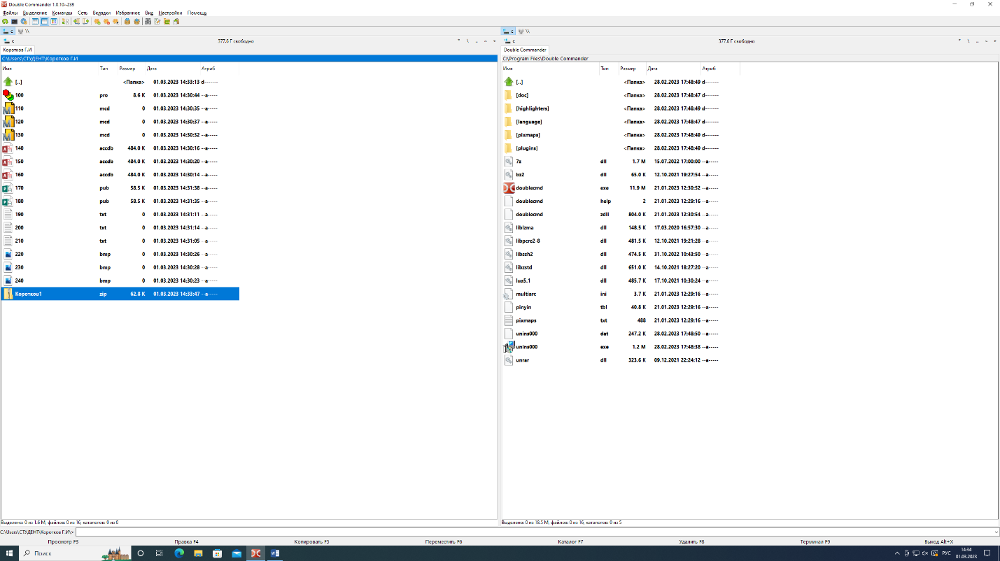 Double Commander 1.0.10~239
Файлы Выделение Команды Сеть Вкладки Избранное Вид Настройки Помощь
c \\
c 377.6 Г свободно * \ .. ~ <
Коротков Г.И
C:\Users\СТУДЕНТ\Коротков Г.И
Имя Тип Размер Дата Атриб
[..] <Папка> 01.03.2023 14:33:13 d-------
100 pro 8.6 K 01.03.2023 14:30:44 --a-----
110 mcd 0 01.03.2023 14:30:35 --a-----
120 mcd 0 01.03.2023 14:30:37 --a-----
130 mcd 0 01.03.2023 14:30:32 --a-----
140 accdb 484.0 K 01.03.2023 14:30:16 --a-----
150 accdb 484.0 K 01.03.2023 14:30:20 --a-----
160 accdb 484.0 K 01.03.2023 14:30:14 --a-----
170 pub 58.5 K 01.03.2023 14:31:38 --a-----
180 pub 58.5 K 01.03.2023 14:31:35 --a-----
190 txt 0 01.03.2023 14:31:11 --a-----
200 txt 0 01.03.2023 14:31:14 --a-----
210 txt 0 01.03.2023 14:31:05 --a-----
220 bmp 0 01.03.2023 14:30:26 --a-----
230 bmp 0 01.03.2023 14:30:28 --a-----
240 bmp 0 01.03.2023 14:30:23 --a-----
Коротков1 zip 62.8 K 01.03.2023 14:33:47 --a-----
Выделено: 0 из 1.6 М, файлов: 0 из 16, каталогов: 0 из 0
c \\
c 377.6 Г свободно * \ .. ~ >
Double Commander
C:\Program Files\Double Commander
Имя Тип Размер Дата Атриб
[..] <Папка> 28.02.2023 17:48:49 d-------
[doc] <Папка> 28.02.2023 17:48:47 d-------
[highlighters] <Папка> 28.02.2023 17:48:49 d-------
[language] <Папка> 28.02.2023 17:48:47 d-------
[pixmaps] <Папка> 28.02.2023 17:48:49 d-------
[plugins] <Папка> 28.02.2023 17:48:49 d-------
7z dll 1.7 M 15.07.2022 17:00:00 --a-----
bz2 dll 65.0 K 12.10.2021 19:27:54 --a-----
doublecmd exe 11.9 M 21.01.2023 12:30:52 --a-----
doublecmd help 2 21.01.2023 12:29:16 --a-----
doublecmd zdli 804.0 K 21.01.2023 12:30:54 --a-----
liblzma dll 148.5 K 17.03.2020 16:57:30 --a-----
libpcre2-8 dll 481.5 K 12.10.2021 19:21:28 --a-----
libssh2 dll 474.5 K 31.10.2022 10:43:50 --a-----
libzstd dll 651.0 K 14.10.2021 18:27:20 --a-----
lua5.1 dll 485.7 K 17.10.2021 10:30:24 --a-----
multiarc ini 3.7 K 21.01.2023 12:29:16 --a-----
pinyin tbl 40.8 K 21.01.2023 12:29:16 --a-----
pixmaps txt 488 21.01.2023 12:29:16 --a-----
unins000 dat 247.2 K 28.02.2023 17:48:50 --a-----
unins000 exe 1.2 M 28.02.2023 17:48:38 --a-----
unrar dll 323.6 K 09.12.2021 22:24:12 --a-----
Выделено: 0 из 18.5 М, файлов: 0 из 16, каталогов: 0 из 5
C:\Users\СТУДЕНТ\Коротков Г.И\>
Просмотр F3 Правка F4 Копировать F5 Переместить F6 Каталог F7 Удалить F8 Терминал F9 Выход Alt+X
Поиск РУС 14:34
01.03.2023